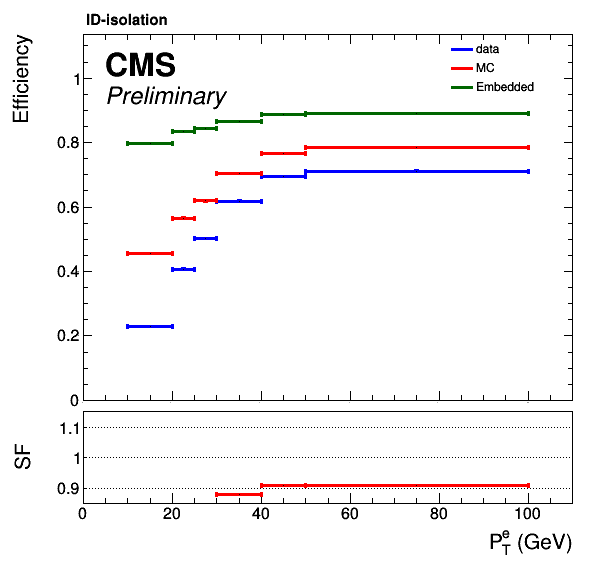 ID-isolation
CMS
Preliminary
data
MC
Embedded
Efficiency
1
0.8
0.6
0.4
0.2
0
SF
1.1
1
0.9
0 20 40 60 80 100
P_T^e (GeV)